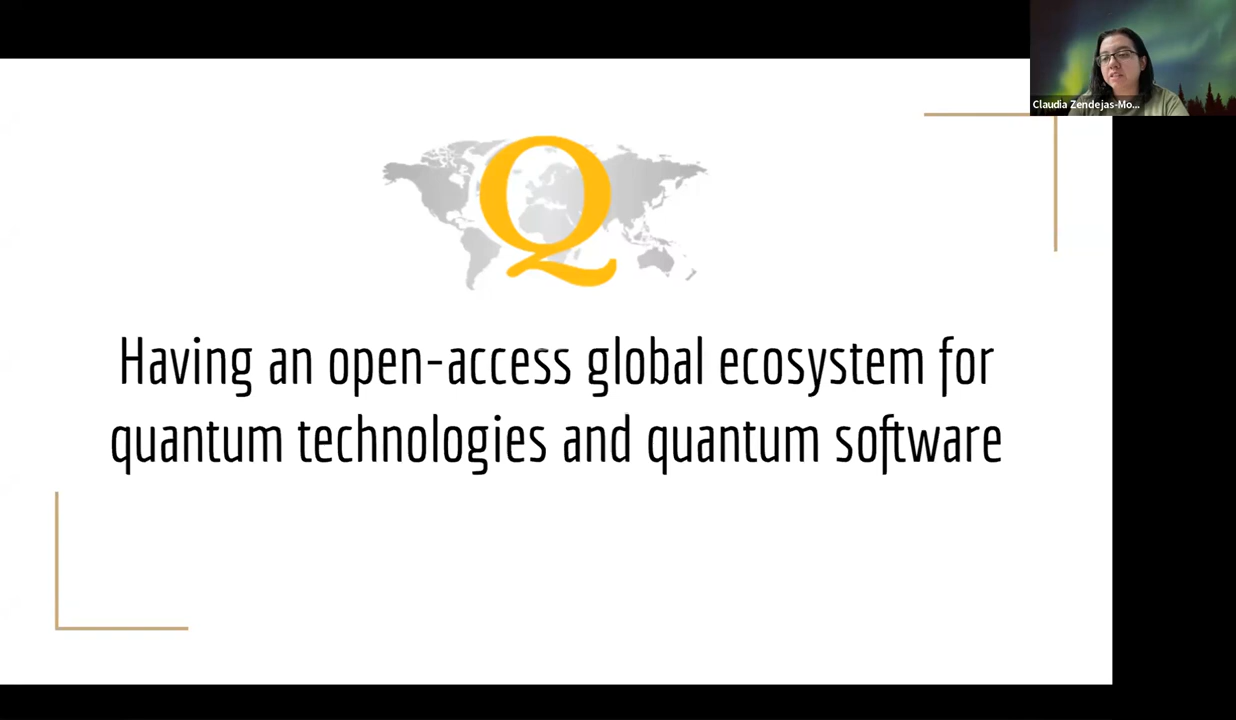 Claudia Zendejas-Mo...
Q
Having an open-access global ecosystem for
quantum technologies and quantum software